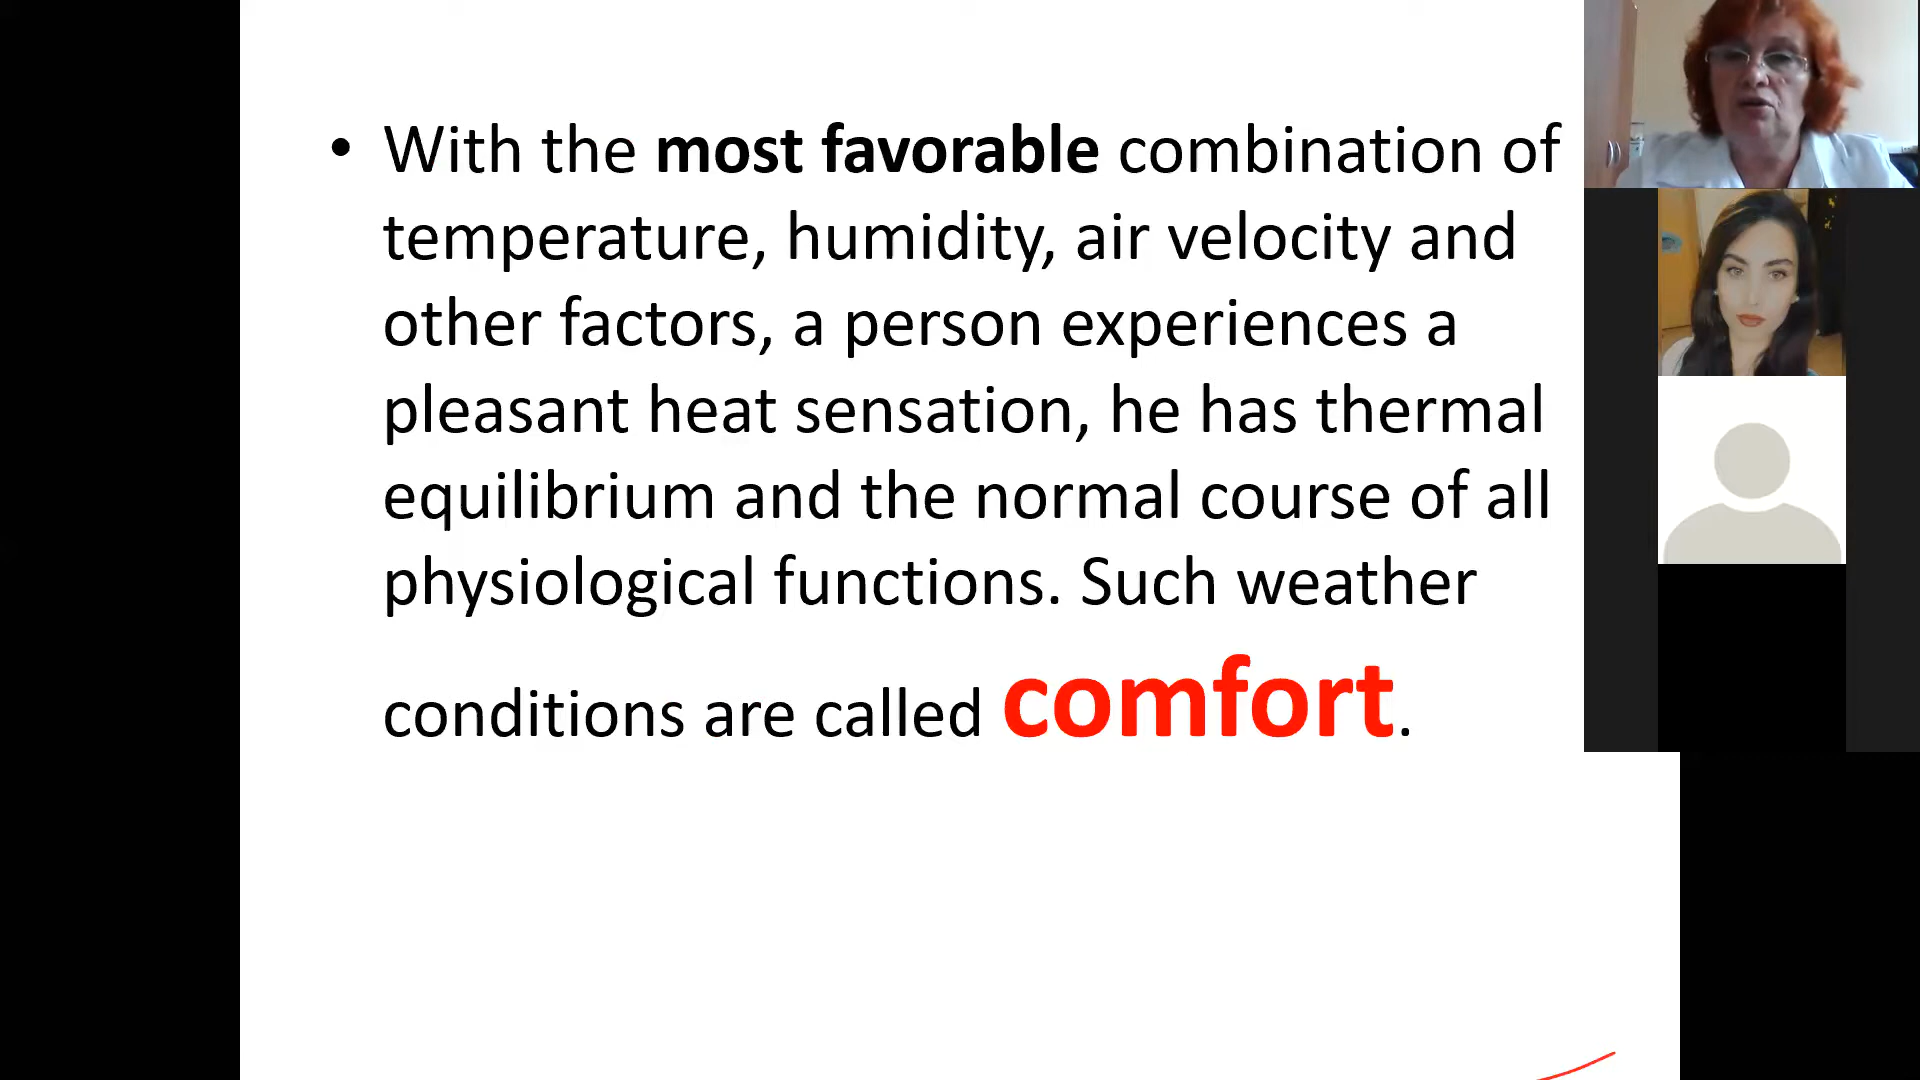 • With the most favorable combination of
temperature, humidity, air velocity and
other factors, a person experiences a
pleasant heat sensation, he has thermal
equilibrium and the normal course of all
physiological functions. Such weather
conditions are called comfort.